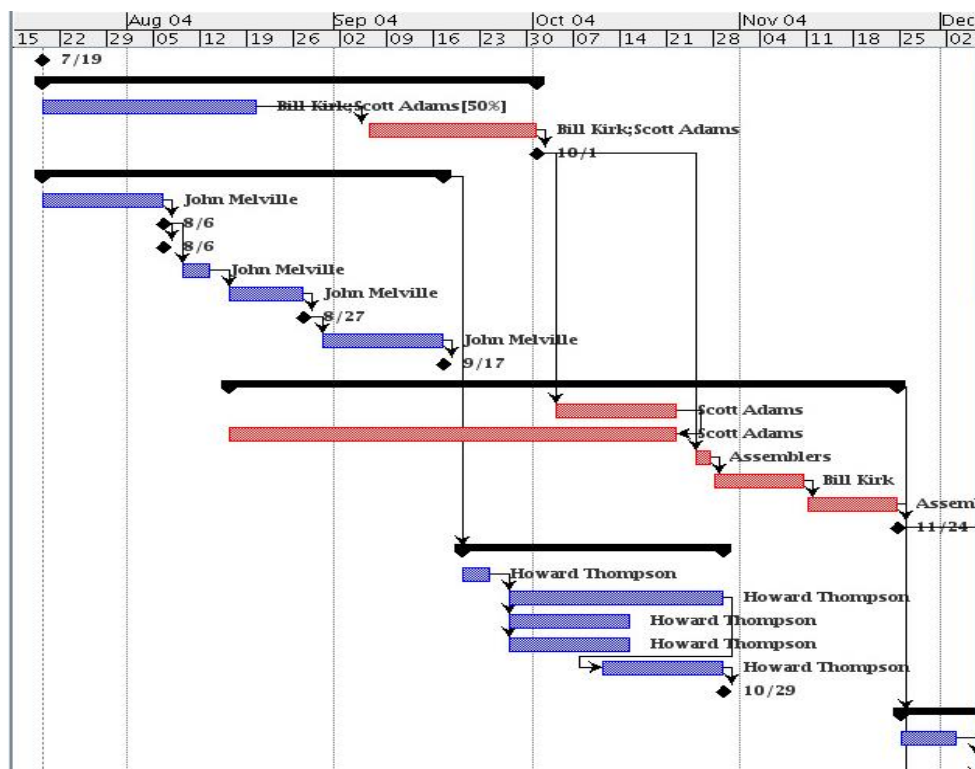 Aug 04 Sep 04 Oct 04 Nov 04 Dec
15 22 29 05 12 19 26 02 09 16 23 30 07 14 21 28 04 11 18 25 02
7/19
Bill Kirk;Scott Adams[50%]
Bill Kirk;Scott Adams
10/1
John Melville
8/6
8/6
John Melville
John Melville
8/27
John Melville
9/17
Scott Adams
Scott Adams
Assemblers
Bill Kirk
Assem
11/24
Howard Thompson
Howard Thompson
Howard Thompson
Howard Thompson
Howard Thompson
10/29